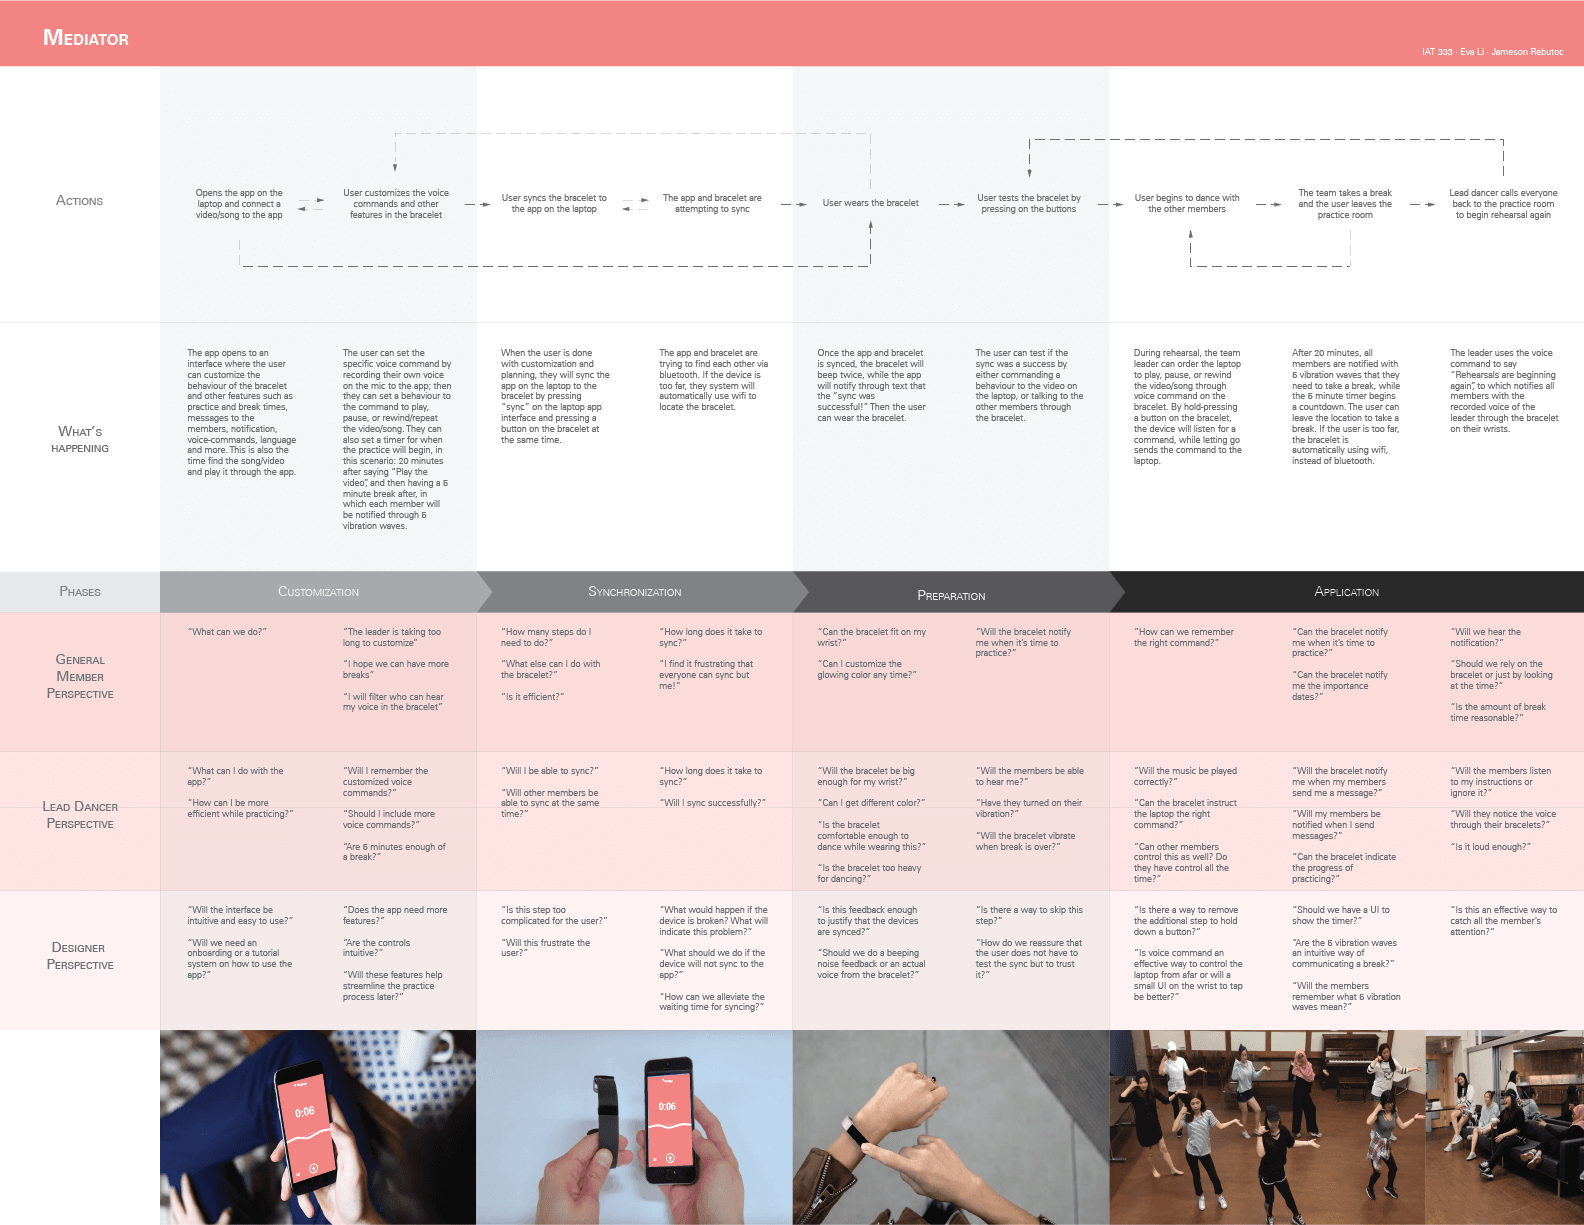 MEDIATOR
IAT 333 · Eva Li · Jameson Rebutoc
ACTIONS
Opens the app on the
laptop and connect a
video/song to the app
User customizes the voice
commands and other
features in the bracelet
User syncs the bracelet to
the app on the laptop
The app and bracelet are
attempting to sync
User wears the bracelet
User tests the bracelet by
pressing on the buttons
User begins to dance with
the other members
The team takes a break
and the user leaves the
practice room
Lead dancer calls everyone
back to the practice room
to begin rehearsal again
WHAT'S
HAPPENING
The app opens to an
interface where the user
can customize the
behaviour of the bracelet
and other features such as
practice and break times,
messages to the
members, notification,
voice-commands, language
and more. This is also the
time find the song/video
and play it through the app.
The user can set the
specific voice command by
recording their own voice
on the mic to the app; then
they can set a behaviour to
the command to play,
pause, or rewind/repeat
the video/song. They can
also set a timer for when
the practice will begin, in
this scenario: 20 minutes
after saying "Play the
video", and then having a 5
minute break after, in
which each member will
be notified through 5
vibration waves.
When the user is done
with customization and
planning, they will sync the
app on the laptop to the
bracelet by pressing
"sync" on the laptop app
interface and pressing a
button on the bracelet at
the same time.
The app and bracelet are
trying to find each other via
bluetooth. If the device is
too far, they system will
automatically use wifi to
locate the bracelet.
Once the app and bracelet
is synced, the bracelet will
beep twice, while the app
will notify through text that
the "sync was
successful!" Then the user
can wear the bracelet.
The user can test if the
sync was a success by
either commanding a
behaviour to the video on
the laptop, or talking to the
other members through
the bracelet.
During rehearsal, the team
leader can order the laptop
to play, pause, or rewind
the video/song through
voice command on the
bracelet. By hold-pressing
a button on the bracelet,
the device will listen for a
command, while letting go
sends the command to the
laptop.
After 20 minutes, all
members are notified with
5 vibration waves that they
need to take a break, while
the 5 minute timer begins
a countdown. The user can
leave the location to take a
break. If the user is too far,
the bracelet is
automatically using wifi,
instead of bluetooth.
The leader uses the voice
command to say
"Rehearsals are beginning
again", to which notifies all
members with the
recorded voice of the
leader through the bracelet
on their wrists.
PHASES
CUSTOMIZATION
SYNCHRONIZATION
PREPARATION
APPLICATION
GENERAL
MEMBER
PERSPECTIVE
"What can we do?"
"The leader is taking too
long to customize"
"I hope we can have more
breaks"
"I will filter who can hear
my voice in the bracelet"
"How many steps do I
need to do?"
"What else can I do with
the bracelet?"
"Is it efficient?"
"How long does it take to
sync?"
"I find it frustrating that
everyone can sync but
me!"
"Can the bracelet fit on my
wrist?"
"Can I customize the
glowing color any time?"
"Will the bracelet notify
me when it's time to
practice?"
"How can we remember
the right command?"
"Can the bracelet notify
me when it's time to
practice?"
"Can the bracelet notify
me the importance
dates?"
"Will we hear the
notification?"
"Should we rely on the
bracelet or just by looking
at the time?"
"Is the amount of break
time reasonable?"
LEAD DANCER
PERSPECTIVE
"What can I do with the
app?"
"How can I be more
efficient while practicing?"
"Will I remember the
customized voice
commands?"
"Should I include more
voice commands?"
"Are 5 minutes enough of
a break?"
"Will I be able to sync?"
"Will other members be
able to sync at the same
time?"
"How long does it take to
sync?"
"Will I sync successfully?"
"Will the bracelet be big
enough for my wrist?"
"Can I get different color?"
"Is the bracelet
comfortable enough to
dance while wearing this?"
"Is the bracelet too heavy
for dancing?"
"Will the members be able
to hear me?"
"Have they turned on their
vibration?"
"Will the bracelet vibrate
when break is over?"
"Will the music be played
correctly?"
"Can the bracelet instruct
the laptop the right
command?"
"Can other members
control this as well? Do
they have control all the
time?"
"Will the bracelet notify
me when my members
send me a message?"
"Will my members be
notified when I send
messages?"
"Can the bracelet indicate
the progress of
practicing?"
"Will the members listen
to my instructions or
ignore it?"
"Will they notice the voice
through their bracelets?"
"Is it loud enough?"
DESIGNER
PERSPECTIVE
"Will the interface be
intuitive and easy to use?"
"Will we need an
onboarding or a tutorial
system on how to use the
app?"
"Does the app need more
features?"
"Are the controls
intuitive?"
"Will these features help
streamline the practice
process later?"
"Is this step too
complicated for the user?"
"Will this frustrate the
user?"
"What would happen if the
device is broken? What will
indicate this problem?"
"What should we do if the
device will not sync to the
app?"
"How can we alleviate the
waiting time for syncing?"
"Is this feedback enough
to justify that the devices
are synced?"
"Should we do a beeping
noise feedback or an actual
voice from the bracelet?"
"Is there a way to skip this
step?"
"How do we reassure that
the user does not have to
test the sync but to trust
it?"
"Is there a way to remove
the additional step to hold
down a button?"
"Is voice command an
effective way to control the
laptop from afar or will a
small UI on the wrist to tap
be better?"
"Should we have a UI to
show the timer?"
"Are the 5 vibration waves
an intuitive way of
communicating a break?"
"Will the members
remember what 5 vibration
waves mean?"
"Is this an effective way to
catch all the member's
attention?"
0:06
0:06